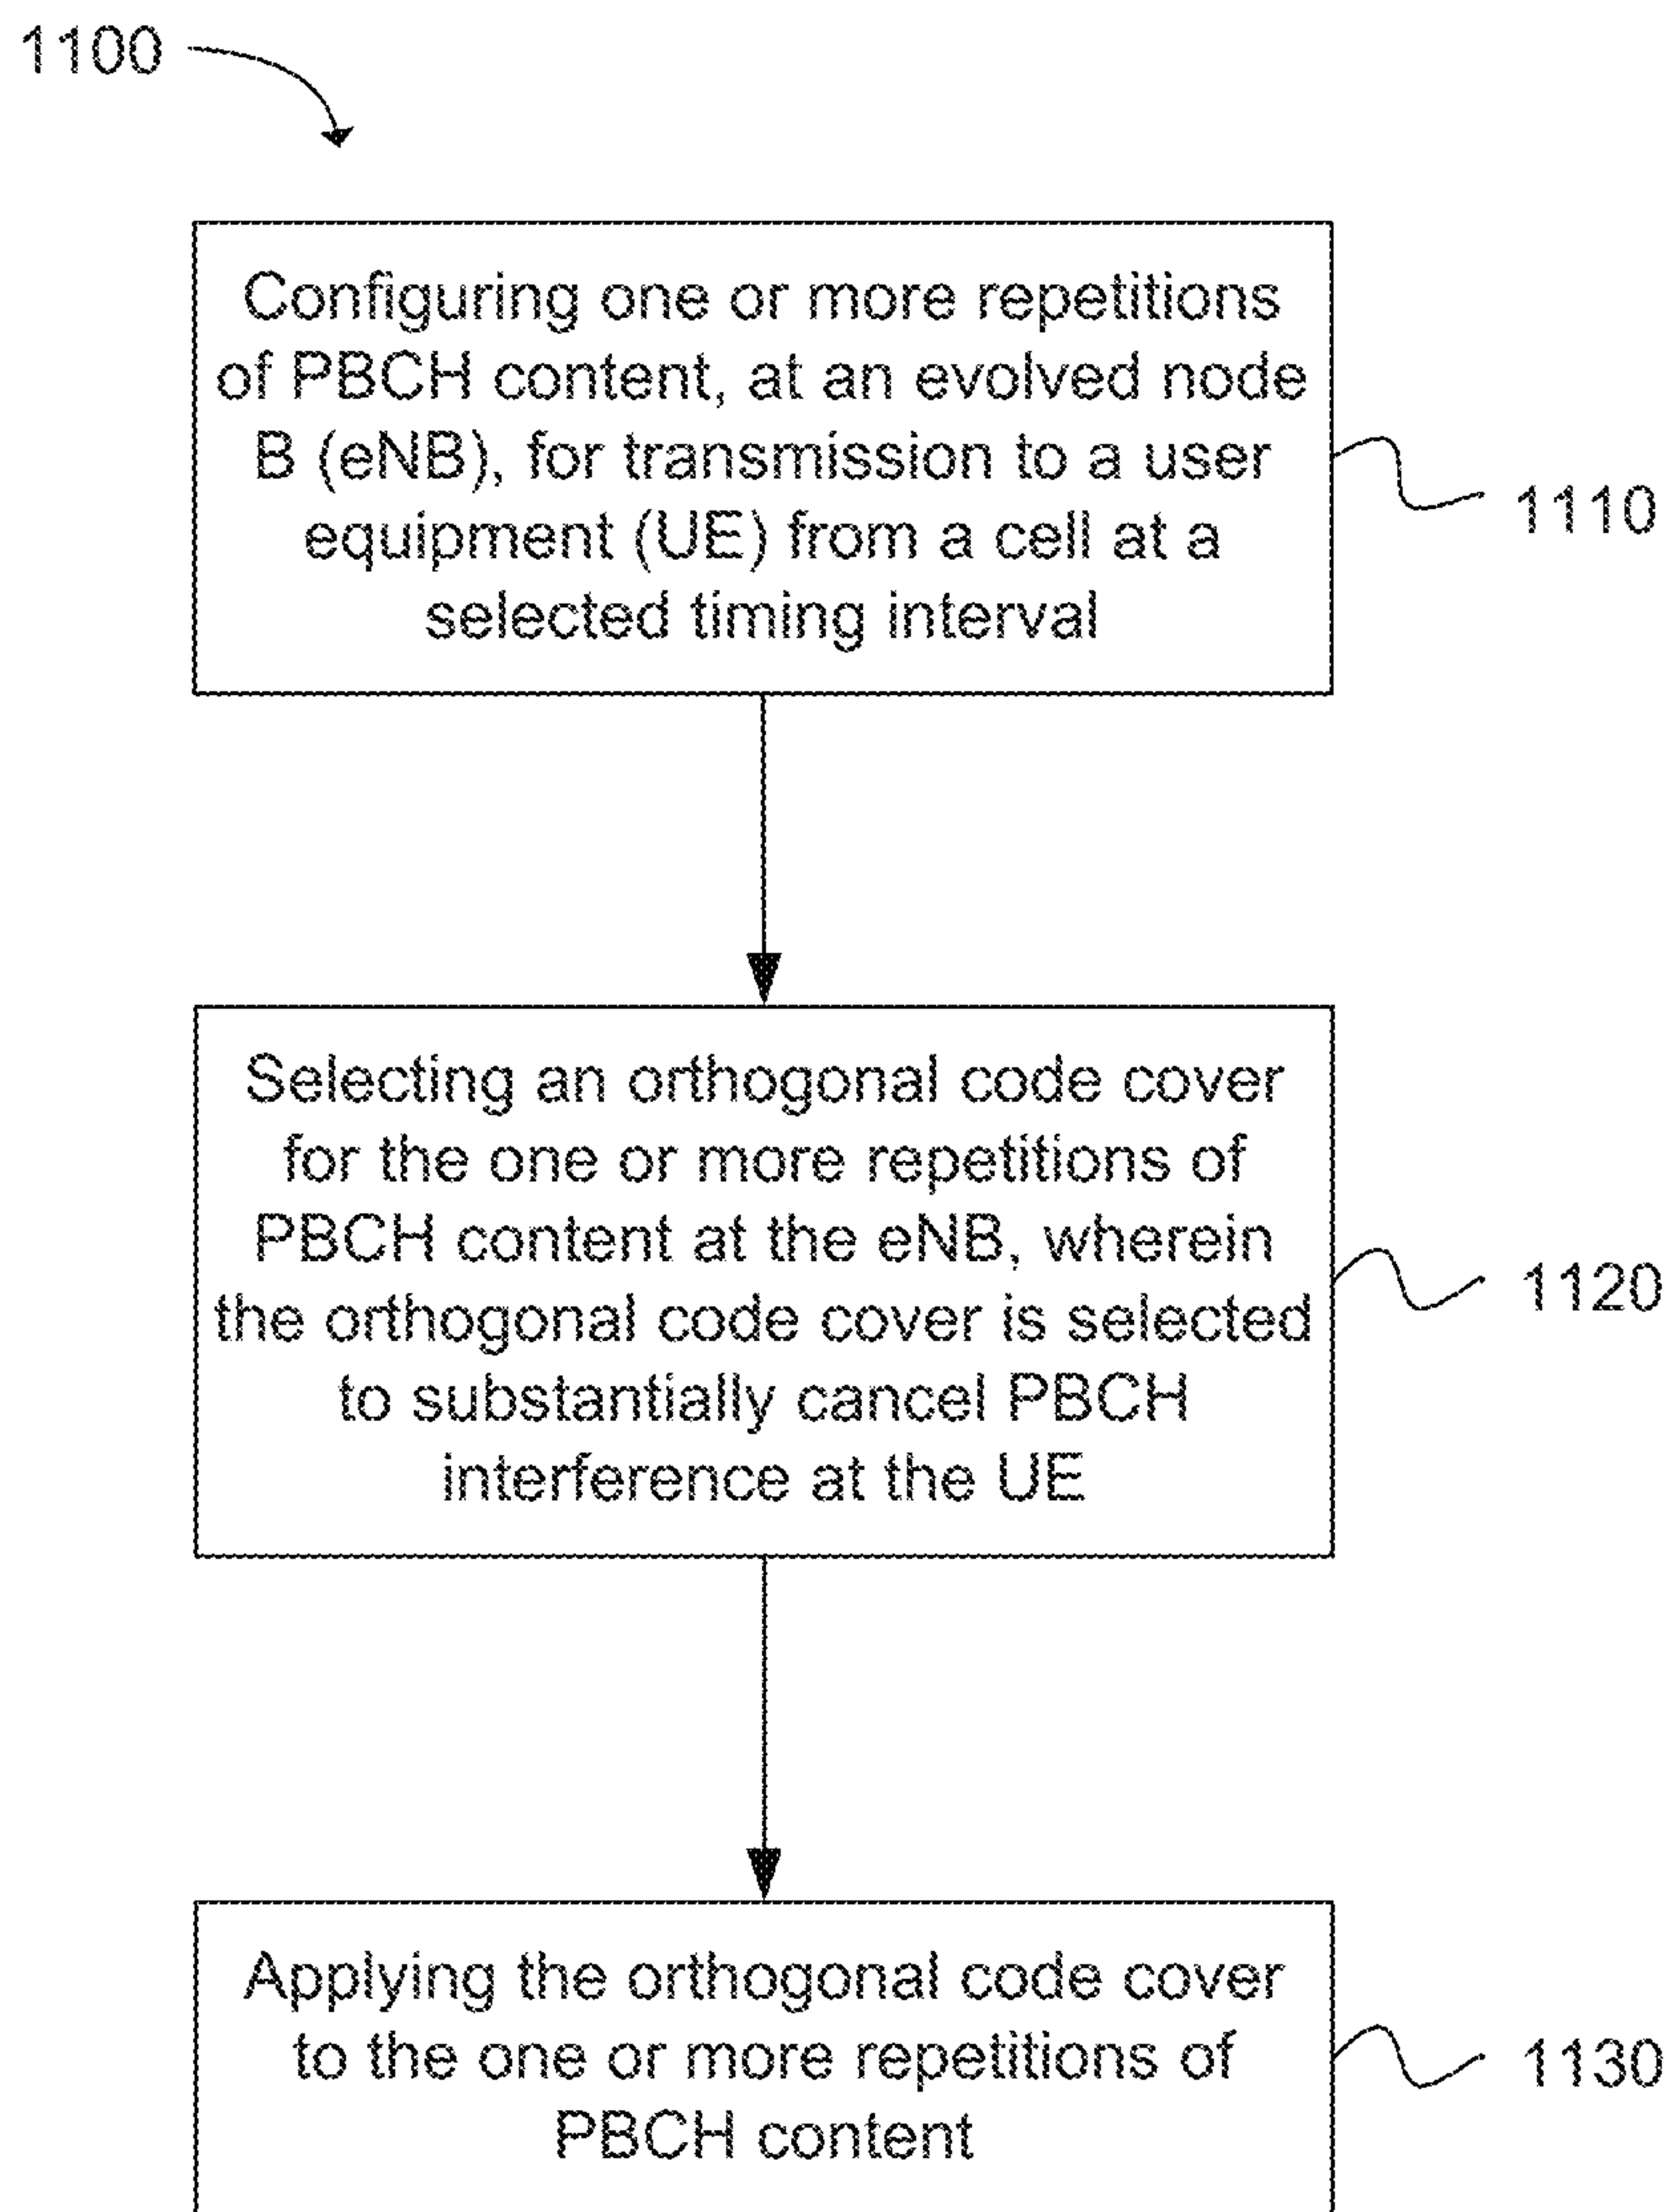 1100
Configuring one or more repetitions
of PBCH content, at an evolved node
B (eNB), for transmission to a user
equipment (UE) from a cell at a
selected timing interval
1110
Selecting an orthogonal code cover
for the one or more repetitions of
PBCH content at the eNB, wherein
the orthogonal code cover is selected
to substantially cancel PBCH
interference at the UE
1120
Applying the orthogonal code cover
to the one or more repetitions of
PBCH content
1130